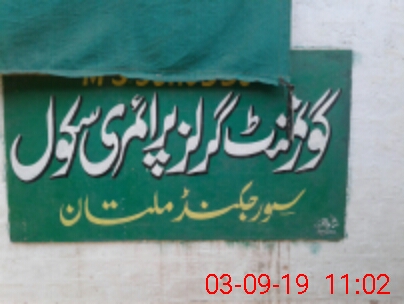 گورنمنٹ گرلز پرائمری سکول
سورجکنڈ ملتان
03-09-19 11:02